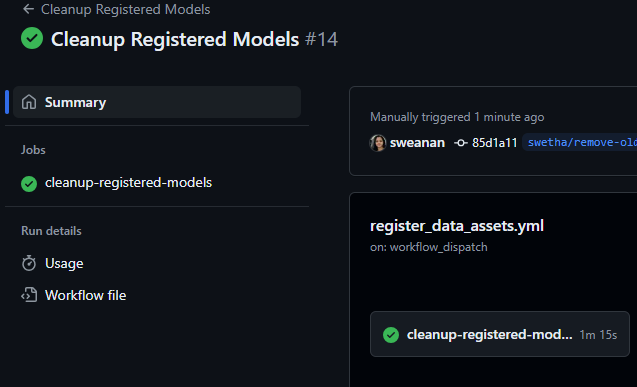 Cleanup Registered Models
Cleanup Registered Models #14
Summary
Jobs
cleanup-registered-models
Run details
Usage
Workflow file
Manually triggered 1 minute ago
sweanan 85d1a11 swetha/remove-old
register_data_assets.yml
on: workflow_dispatch
cleanup-registered-mod... 1m 15s